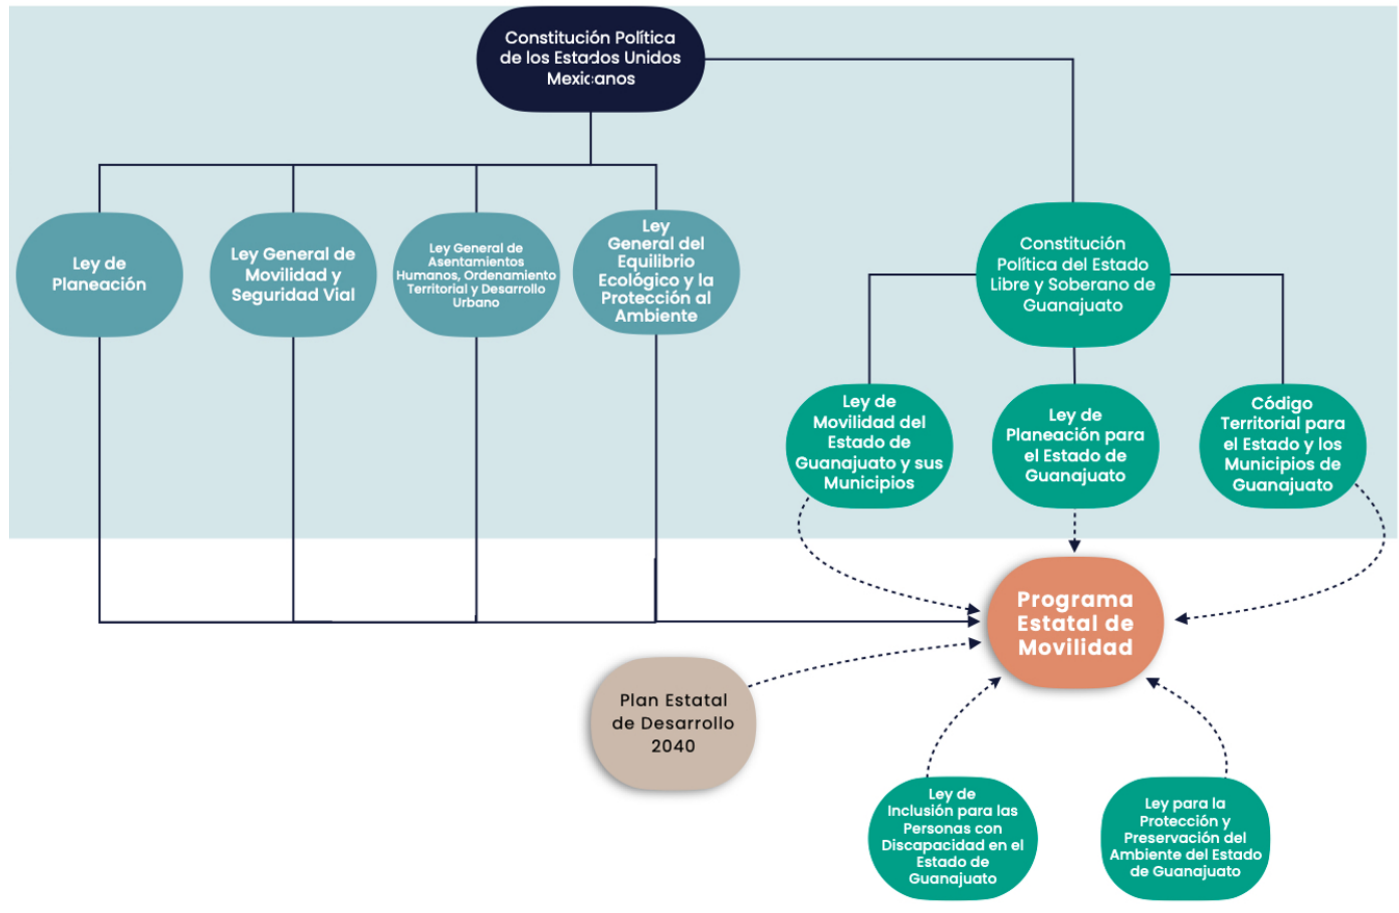 Constitución Política
de los Estados Unidos
Mexicanos
Ley de
Planeación
Ley General de
Movilidad y
Seguridad Vial
Ley General de
Asentamientos
Humanos, Ordenamiento
Territorial y Desarrollo
Urbano
Ley
General del
Equilibrio
Ecológico y la
Protección al
Ambiente
Constitución
Política del Estado
Libre y Soberano de
Guanajuato
Ley de
Movilidad del
Estado de
Guanajuato y sus
Municipios
Ley de
Planeación para
el Estado de
Guanajuato
Código
Territorial para
el Estado y los
Municipios de
Guanajuato
Programa
Estatal de
Movilidad
Plan Estatal
de Desarrollo
2040
Ley de
Inclusión para las
Personas con
Discapacidad en el
Estado de
Guanajuato
Ley para la
Protección y
Preservación del
Ambiente del Estado
de Guanajuato